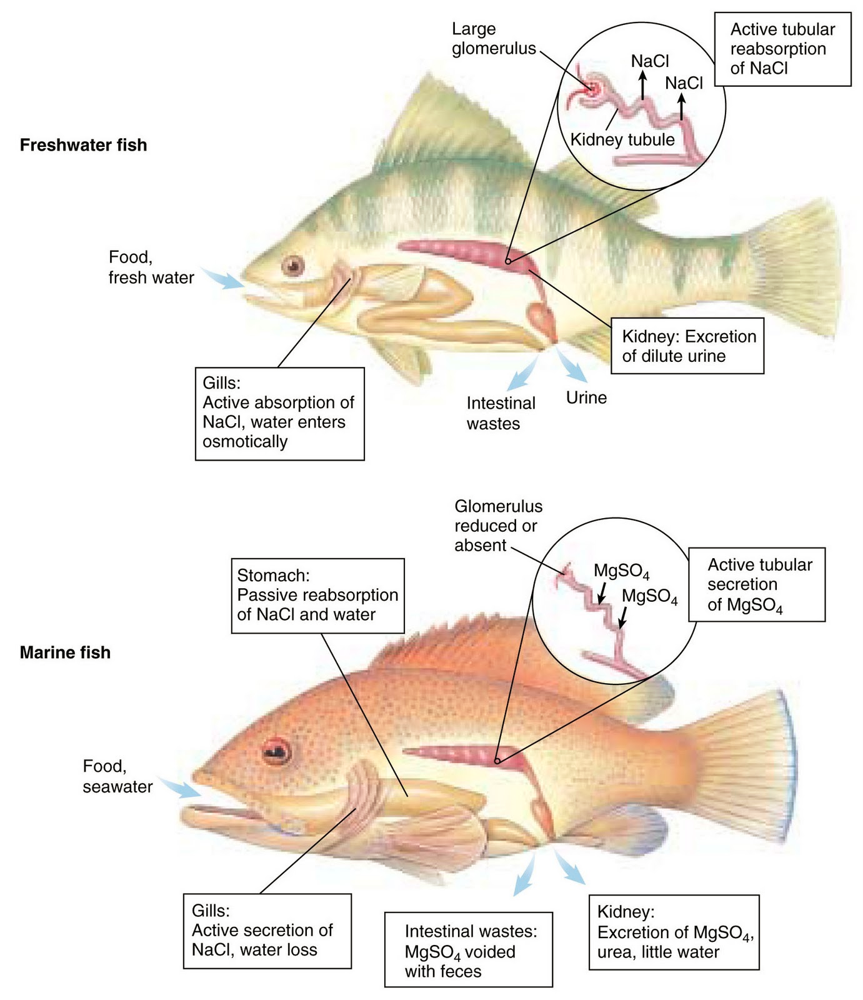 Large
glomerulus
NaCl
NaCl
Kidney tubule
Active tubular
reabsorption
of NaCl
Freshwater fish
Food,
fresh water
Kidney: Excretion
of dilute urine
Gills:
Active absorption of
NaCl, water enters
osmotically
Intestinal
wastes
Urine
Glomerulus
reduced or
absent
MgSO₄
MgSO₄
Active tubular
secretion
of MgSO₄
Stomach:
Passive reabsorption
of NaCl and water
Marine fish
Food,
seawater
Gills:
Active secretion of
NaCl, water loss
Intestinal wastes:
MgSO₄ voided
with feces
Kidney:
Excretion of MgSO₄,
urea, little water